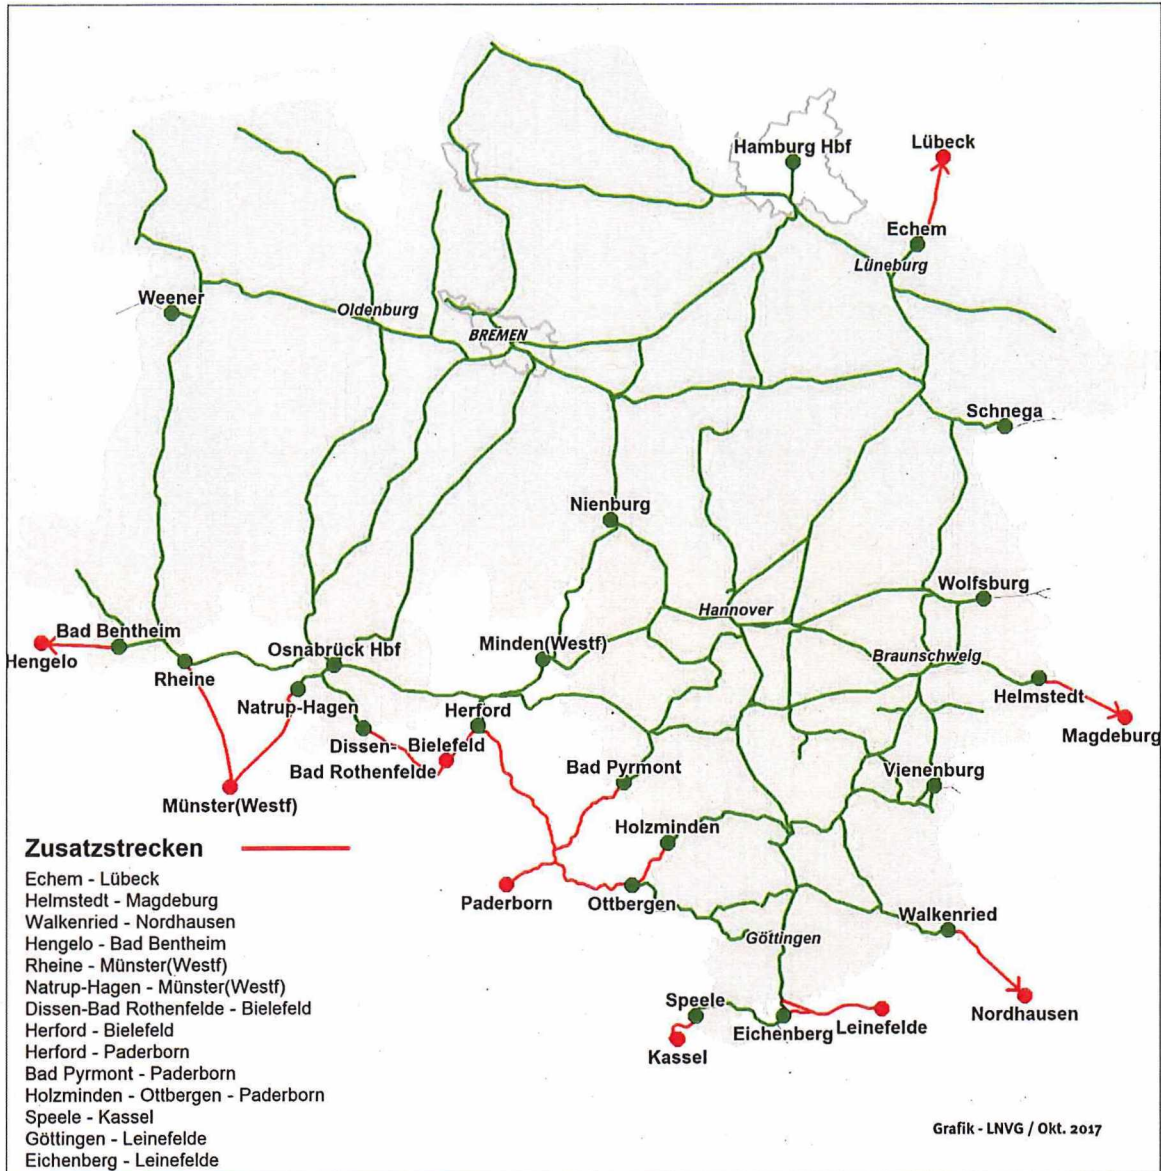 Hamburg Hbf
Lübeck
Echem
Lüneburg
Weener
Oldenburg
BREMEN
Schnega
Nienburg
Wolfsburg
Hannover
Bad Bentheim
Hengelo
Rheine
Osnabrück Hbf
Minden(Westf)
Braunschweig
Natrup-Hagen
Herford
Helmstedt
Magdeburg
Dissen-
Bad Rothenfelde
Bielefeld
Bad Pyrmont
Vienenburg
Münster(Westf)
Holzminden
Paderborn
Ottbergen
Walkenried
Göttingen
Speele
Eichenberg
Leinefelde
Nordhausen
Kassel
Zusatzstrecken
Echem - Lübeck
Helmstedt - Magdeburg
Walkenried - Nordhausen
Hengelo - Bad Bentheim
Rheine - Münster(Westf)
Natrup-Hagen - Münster(Westf)
Dissen-Bad Rothenfelde - Bielefeld
Herford - Bielefeld
Herford - Paderborn
Bad Pyrmont - Paderborn
Holzminden - Ottbergen - Paderborn
Speele - Kassel
Göttingen - Leinefelde
Eichenberg - Leinefelde
Grafik - LNVG / Okt. 2017